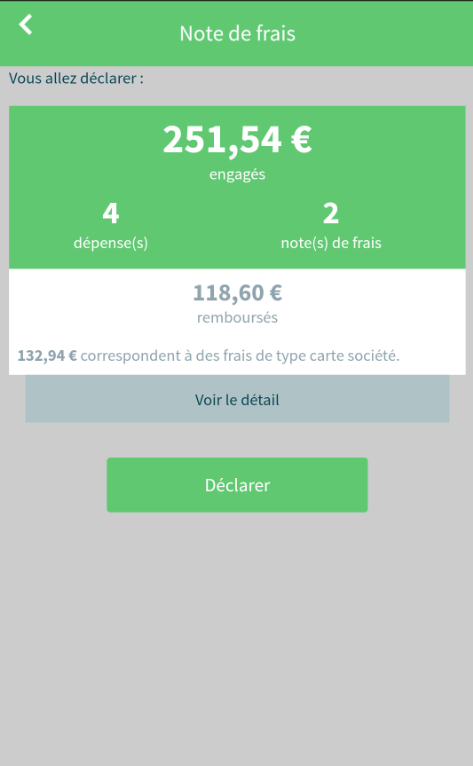 Note de frais
Vous allez déclarer :
251,54 €
engagés
4
dépense(s)
2
note(s) de frais
118,60 €
remboursés
132,94 € correspondent à des frais de type carte société.
Voir le détail
Déclarer